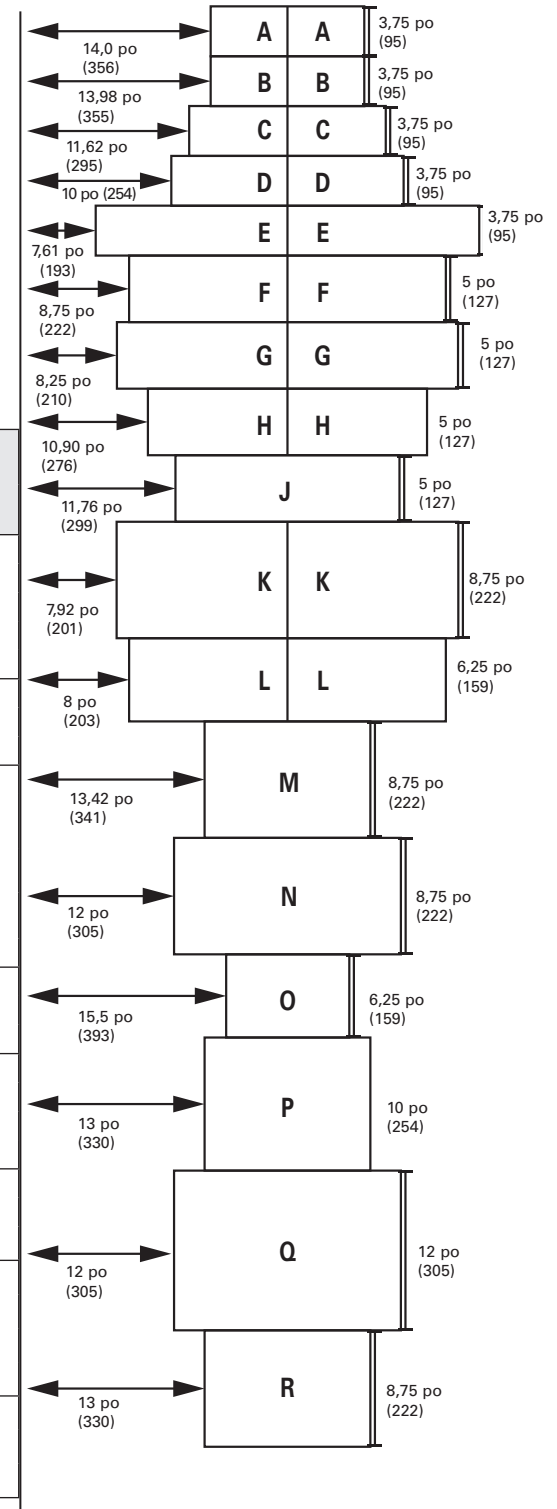 A A
3,75 po
(95)
14,0 po
(356)
B B
3,75 po
(95)
13,98 po
(355)
C C
3,75 po
(95)
11,62 po
(295)
D D
3,75 po
(95)
10 po (254)
E E
3,75 po
(95)
7,61 po
(193)
F F
5 po
(127)
8,75 po
(222)
G G
5 po
(127)
8,25 po
(210)
H H
5 po
(127)
10,90 po
(276)
J
5 po
(127)
11,76 po
(299)
K K
8,75 po
(222)
7,92 po
(201)
L L
6,25 po
(159)
8 po
(203)
M
8,75 po
(222)
13,42 po
(341)
N
8,75 po
(222)
12 po
(305)
O
6,25 po
(159)
15,5 po
(393)
P
10 po
(254)
13 po
(330)
Q
12 po
(305)
12 po
(305)
R
8,75 po
(222)
13 po
(330)